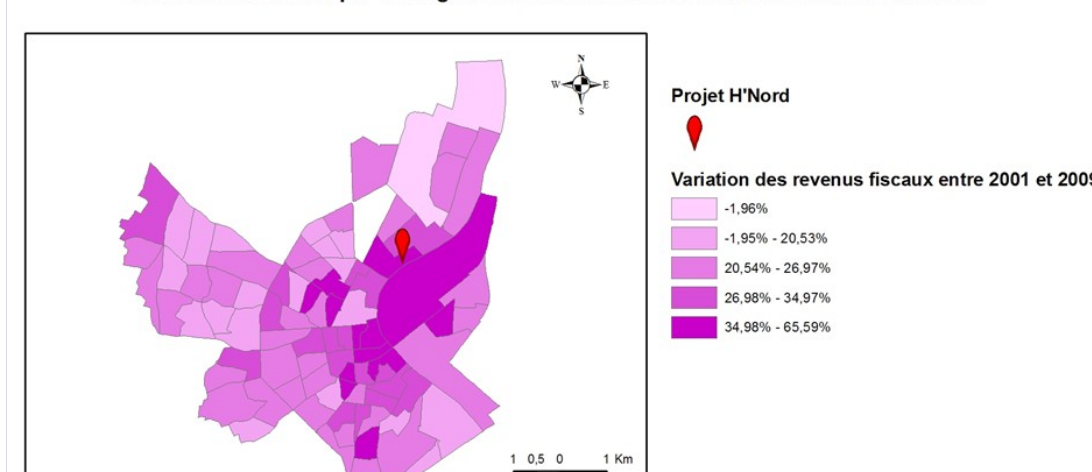 N
W E
S
Projet H'Nord
Variation des revenus fiscaux entre 2001 et 2009
-1,96%
-1,95% - 20,53%
20,54% - 26,97%
26,98% - 34,97%
34,98% - 65,59%
1 0,5 0 1 Km